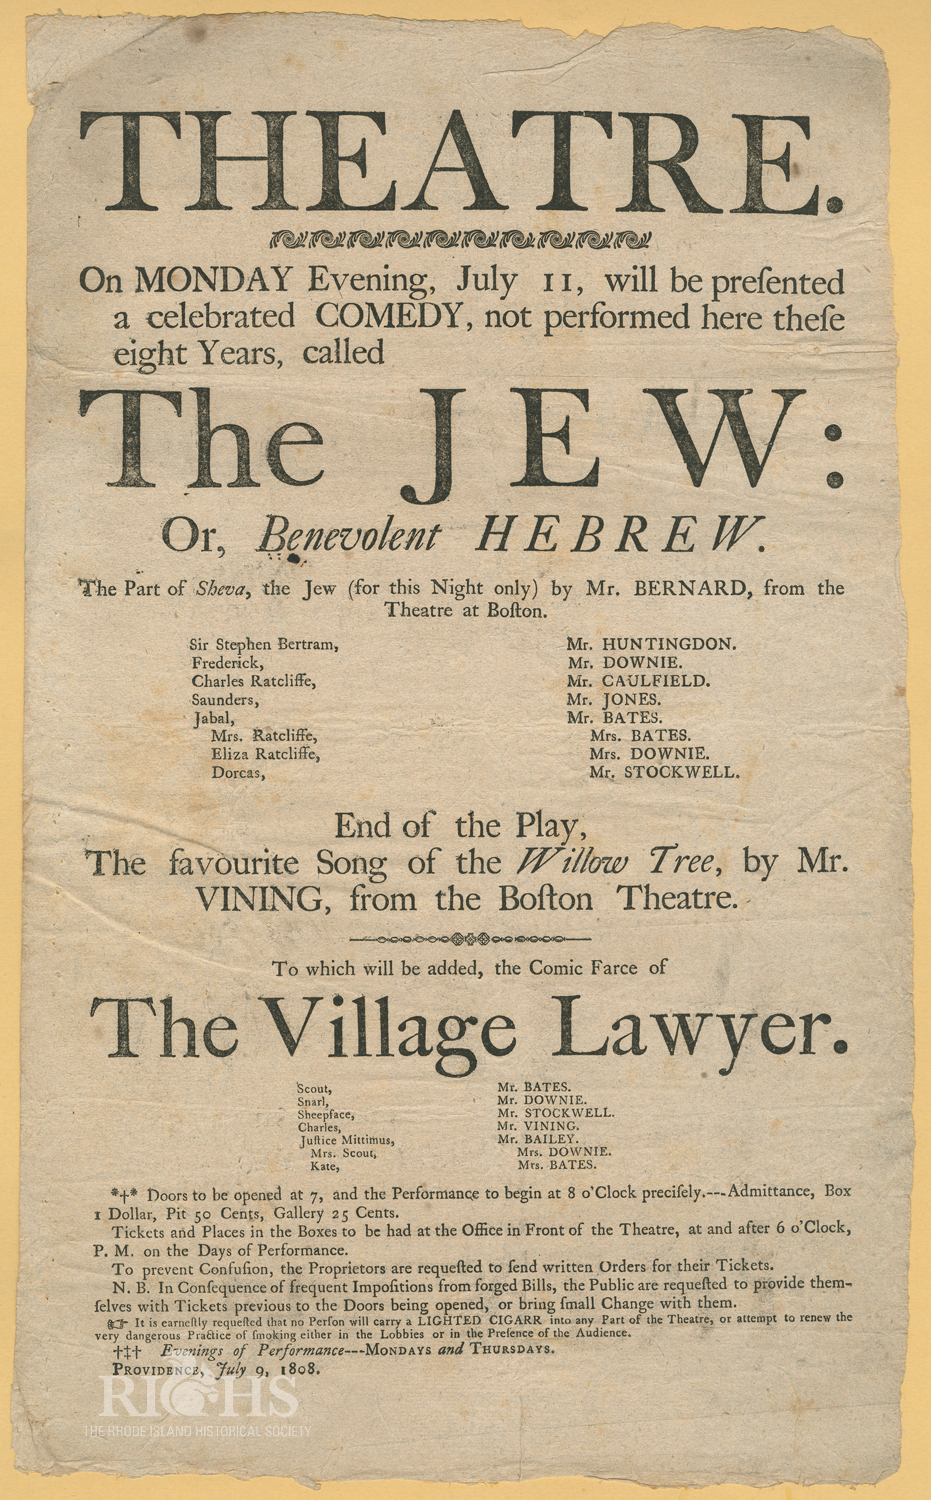 THEATRE.
On MONDAY Evening, July 11, will be preſented
a celebrated COMEDY, not performed here theſe
eight Years, called
The JEW:
Or, Benevolent HEBREW.
The Part of Sheva, the Jew (for this Night only) by Mr. BERNARD, from the
Theatre at Boſton.
Sir Stephen Bertram, Mr. HUNTINGDON.
Frederick, Mr. DOWNIE.
Charles Ratcliffe, Mr. CAULFIELD.
Saunders, Mr. JONES.
Jabal, Mr. BATES.
Mrs. Ratcliffe, Mrs. BATES.
Eliza Ratcliffe, Mrs. DOWNIE.
Dorcas, Mr. STOCKWELL.
End of the Play,
The favourite Song of the Willow Tree, by Mr.
VINING, from the Boſton Theatre.
To which will be added, the Comic Farce of
The Village Lawyer.
Scout, Mr. BATES.
Snarl, Mr. DOWNIE.
Sheepface, Mr. STOCKWELL.
Charles, Mr. VINING.
Juſtice Mittimus, Mr. BAILEY.
Mrs. Scout, Mrs. DOWNIE.
Kate, Mrs. BATES.
*†* Doors to be opened at 7, and the Performance to begin at 8 o'Clock preciſely.---Admittance, Box
1 Dollar, Pit 50 Cents, Gallery 25 Cents.
Tickets and Places in the Boxes to be had at the Office in Front of the Theatre, at and after 6 o'Clock,
P. M. on the Days of Performance.
To prevent Confuſion, the Proprietors are requeſted to ſend written Orders for their Tickets.
N. B. In Conſequence of frequent Impoſitions from forged Bills, the Public are requeſted to provide them-
ſelves with Tickets previous to the Doors being opened, or bring ſmall Change with them.
☞ It is earneſtly requeſted that no Perſon will carry a LIGHTED CIGARR into any Part of the Theatre, or attempt to renew the
very dangerous Practice of ſmoking either in the Lobbies or in the Preſence of the Audience.
†‡† Evenings of Performance---MONDAYS and THURSDAYS.
PROVIDENCE, July 9, 1808.
RIHS
THE RHODE ISLAND HISTORICAL SOCIETY